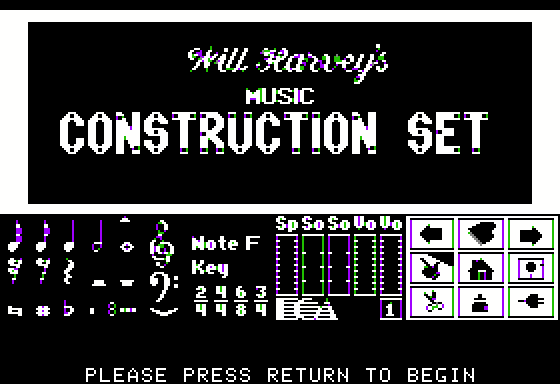 Will Harvey's
MUSIC
CONSTRUCTION SET
Sp So So Vo Vo
Note F
Key
2 4 6 3
4 4 8 4
1
PLEASE PRESS RETURN TO BEGIN